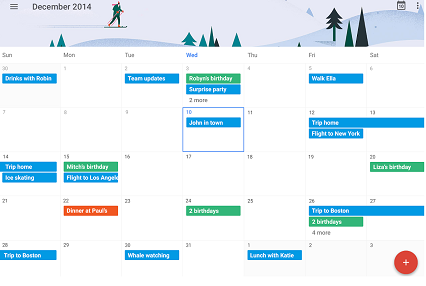 December 2014
10
Sun Mon Tue Wed Thu Fri Sat
30 1 2 3 4 5 6
Drinks with Robin Team updates Robyn's birthday Walk Ella
Surprise party
2 more
7 8 9 10 11 12 13
John in town Trip home
Flight to New York
14 15 16 17 18 19 20
Trip home Mitch's birthday Liza's birthday
Ice skating Flight to Los Angele
21 22 23 24 25 26 27
Dinner at Paul's 2 birthdays Trip to Boston
2 birthdays
4 more
28 29 30 31 1 2 3
Trip to Boston Whale watching Lunch with Katie
+